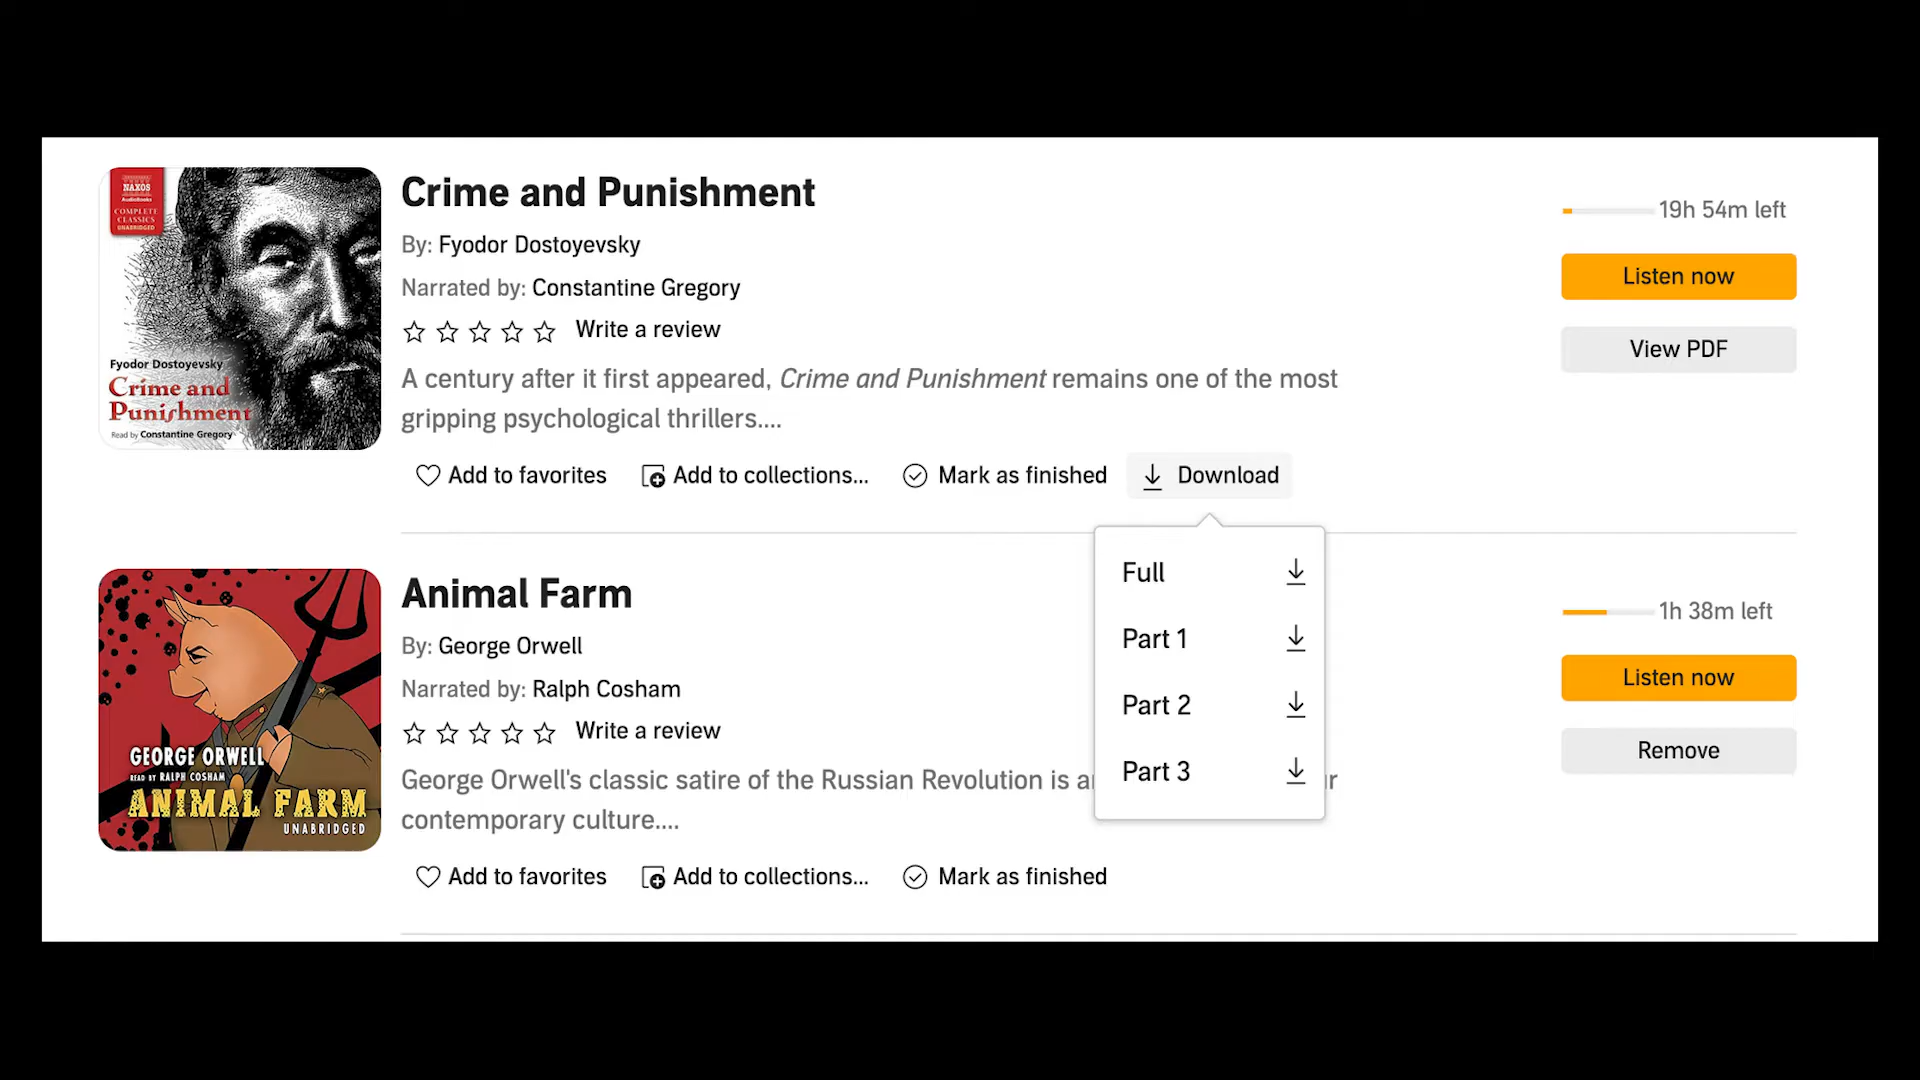 NAXOS
AudioBooks
COMPLETE
CLASSICS
UNABRIDGED
Fyodor Dostoyevsky
Crime and
Punishment
Read by Constantine Gregory
Crime and Punishment
By: Fyodor Dostoyevsky
Narrated by: Constantine Gregory
Write a review
A century after it first appeared, Crime and Punishment remains one of the most
gripping psychological thrillers....
Add to favorites Add to collections... Mark as finished Download
19h 54m left
Listen now
View PDF
Full
Part 1
Part 2
Part 3
GEORGE ORWELL
READ BY RALPH COSHAM
ANIMAL FARM
UNABRIDGED
Animal Farm
By: George Orwell
Narrated by: Ralph Cosham
Write a review
George Orwell's classic satire of the Russian Revolution is
contemporary culture....
Add to favorites Add to collections... Mark as finished
1h 38m left
Listen now
Remove